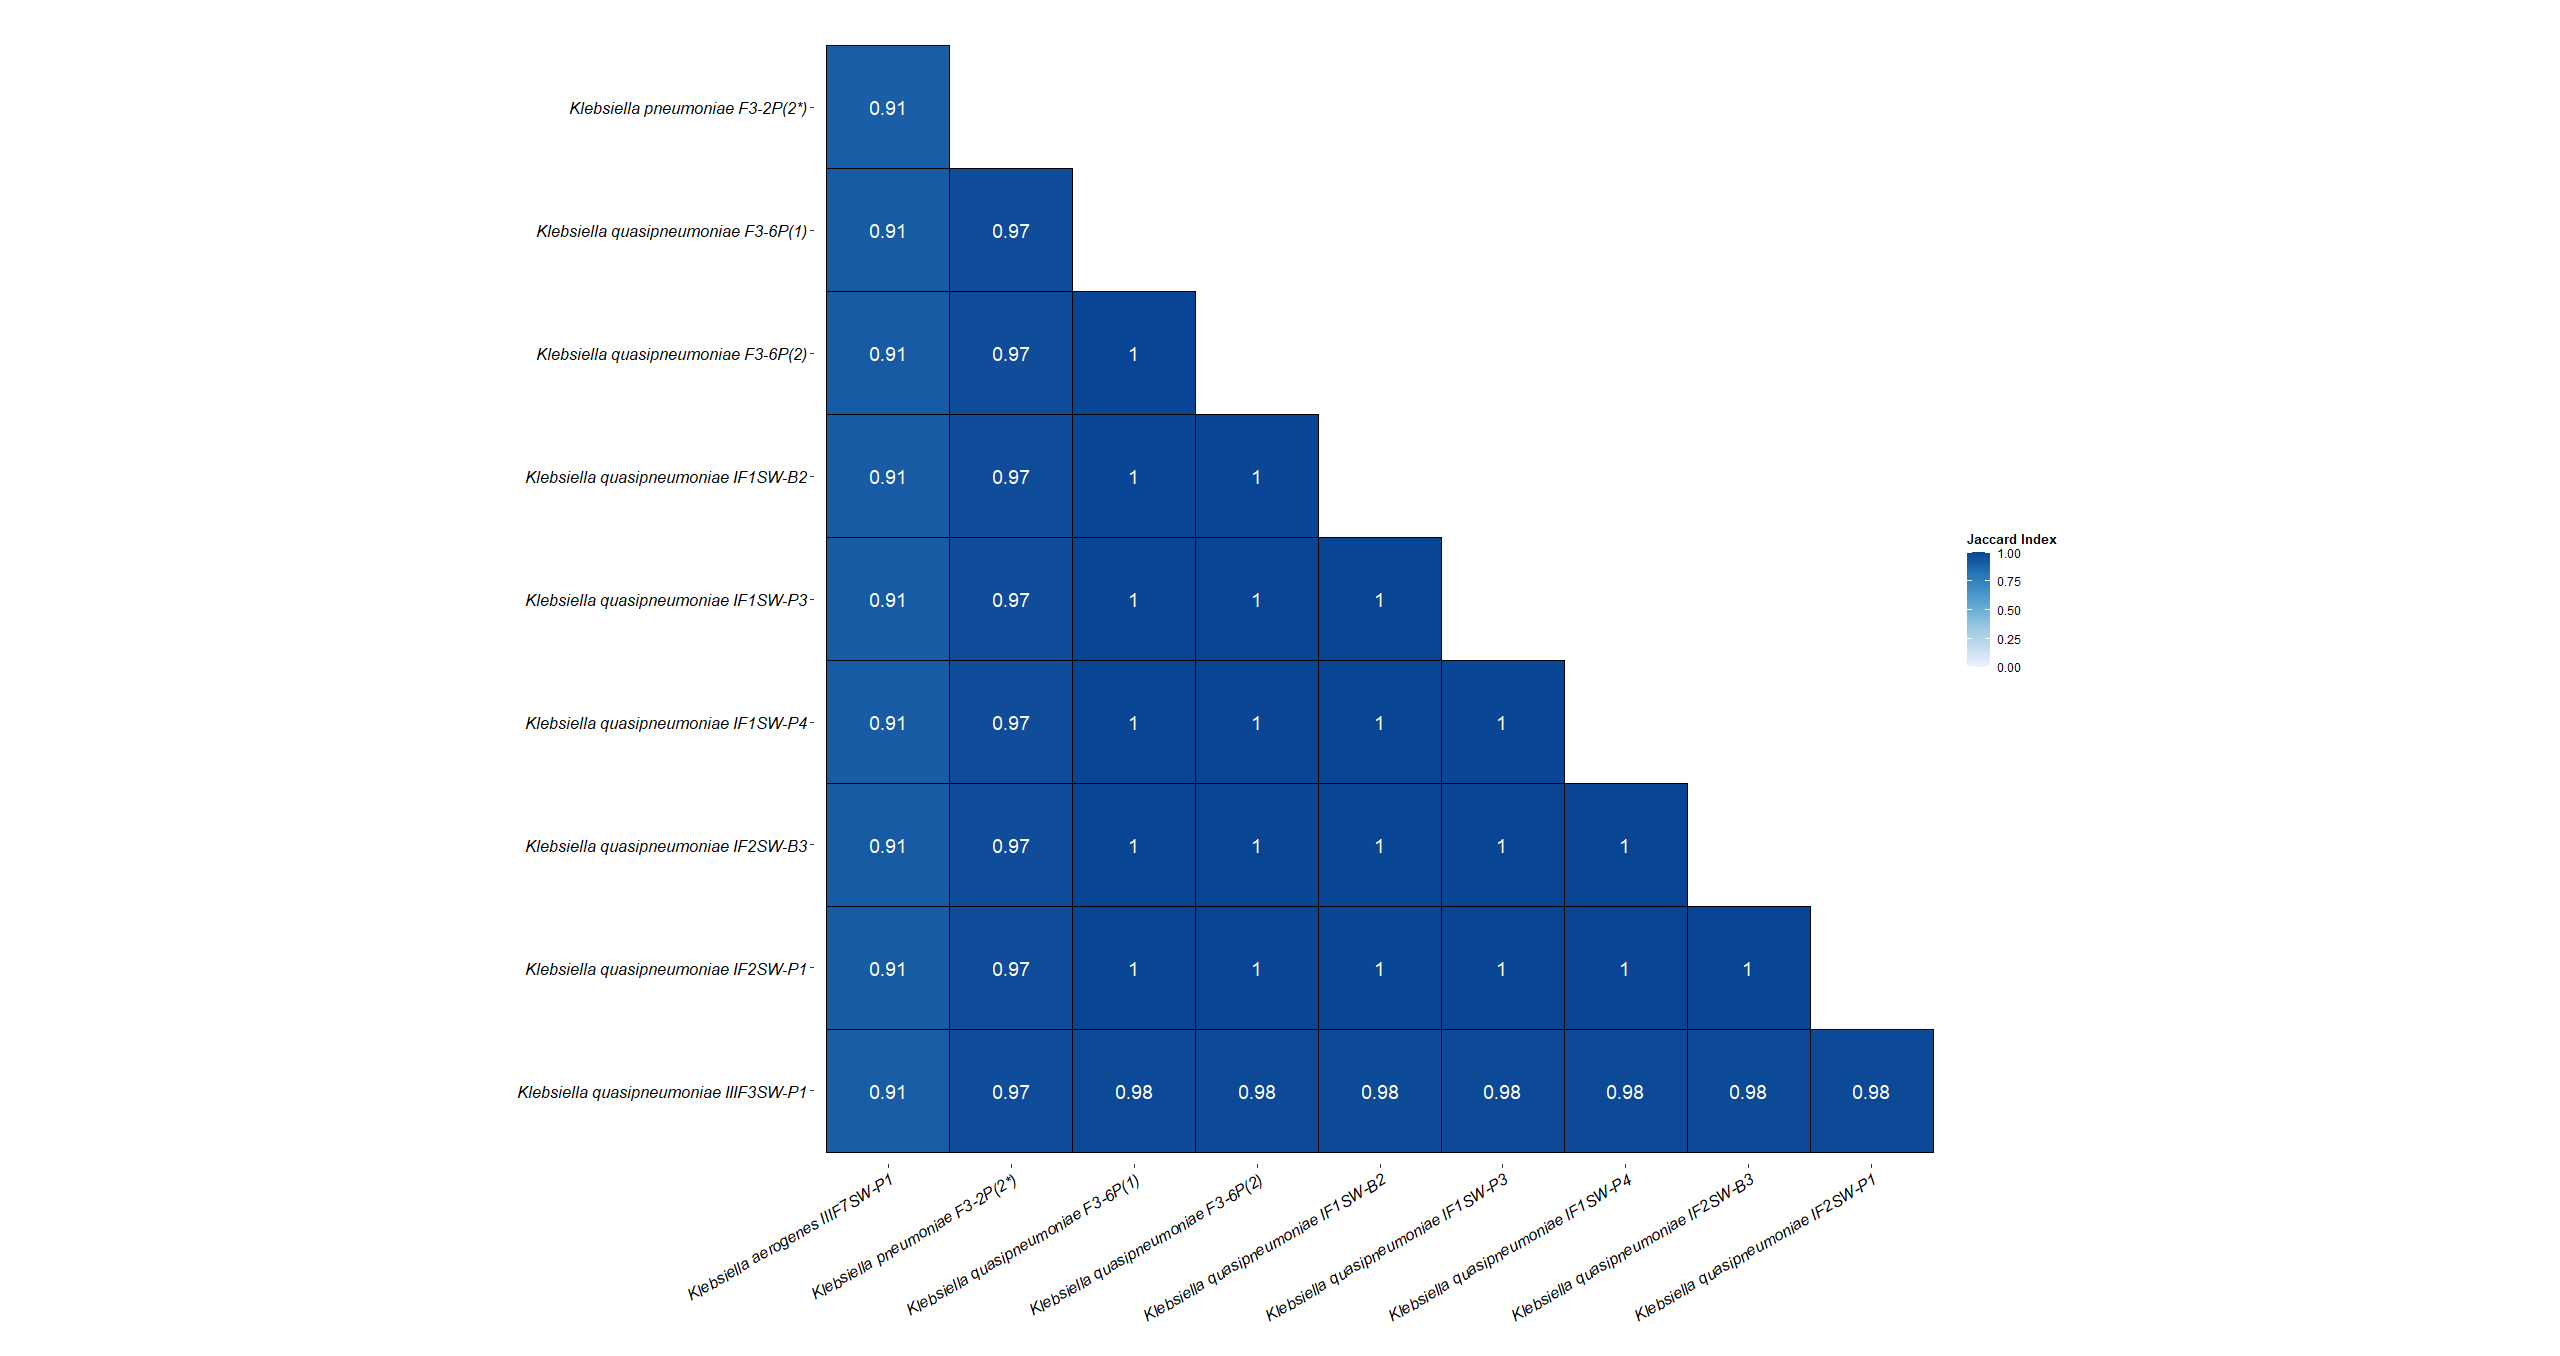 Klebsiella pneumoniae F3-2P(2*) 0.91
Klebsiella quasipneumoniae F3-6P(1) 0.91 0.97
Klebsiella quasipneumoniae F3-6P(2) 0.91 0.97 1
Klebsiella quasipneumoniae IF1SW-B2 0.91 0.97 1 1
Jaccard Index
1.00
0.75
0.50
0.25
0.00
Klebsiella quasipneumoniae IF1SW-P3 0.91 0.97 1 1 1
Klebsiella quasipneumoniae IF1SW-P4 0.91 0.97 1 1 1 1
Klebsiella quasipneumoniae IF2SW-B3 0.91 0.97 1 1 1 1 1
Klebsiella quasipneumoniae IF2SW-P1 0.91 0.97 1 1 1 1 1 1
Klebsiella quasipneumoniae IIIF3SW-P1 0.91 0.97 0.98 0.98 0.98 0.98 0.98 0.98 0.98
Klebsiella aerogenes IIIF7SW-P1
Klebsiella pneumoniae F3-2P(2*)
Klebsiella quasipneumoniae F3-6P(1)
Klebsiella quasipneumoniae F3-6P(2)
Klebsiella quasipneumoniae IF1SW-B2
Klebsiella quasipneumoniae IF1SW-P3
Klebsiella quasipneumoniae IF1SW-P4
Klebsiella quasipneumoniae IF2SW-B3
Klebsiella quasipneumoniae IF2SW-P1